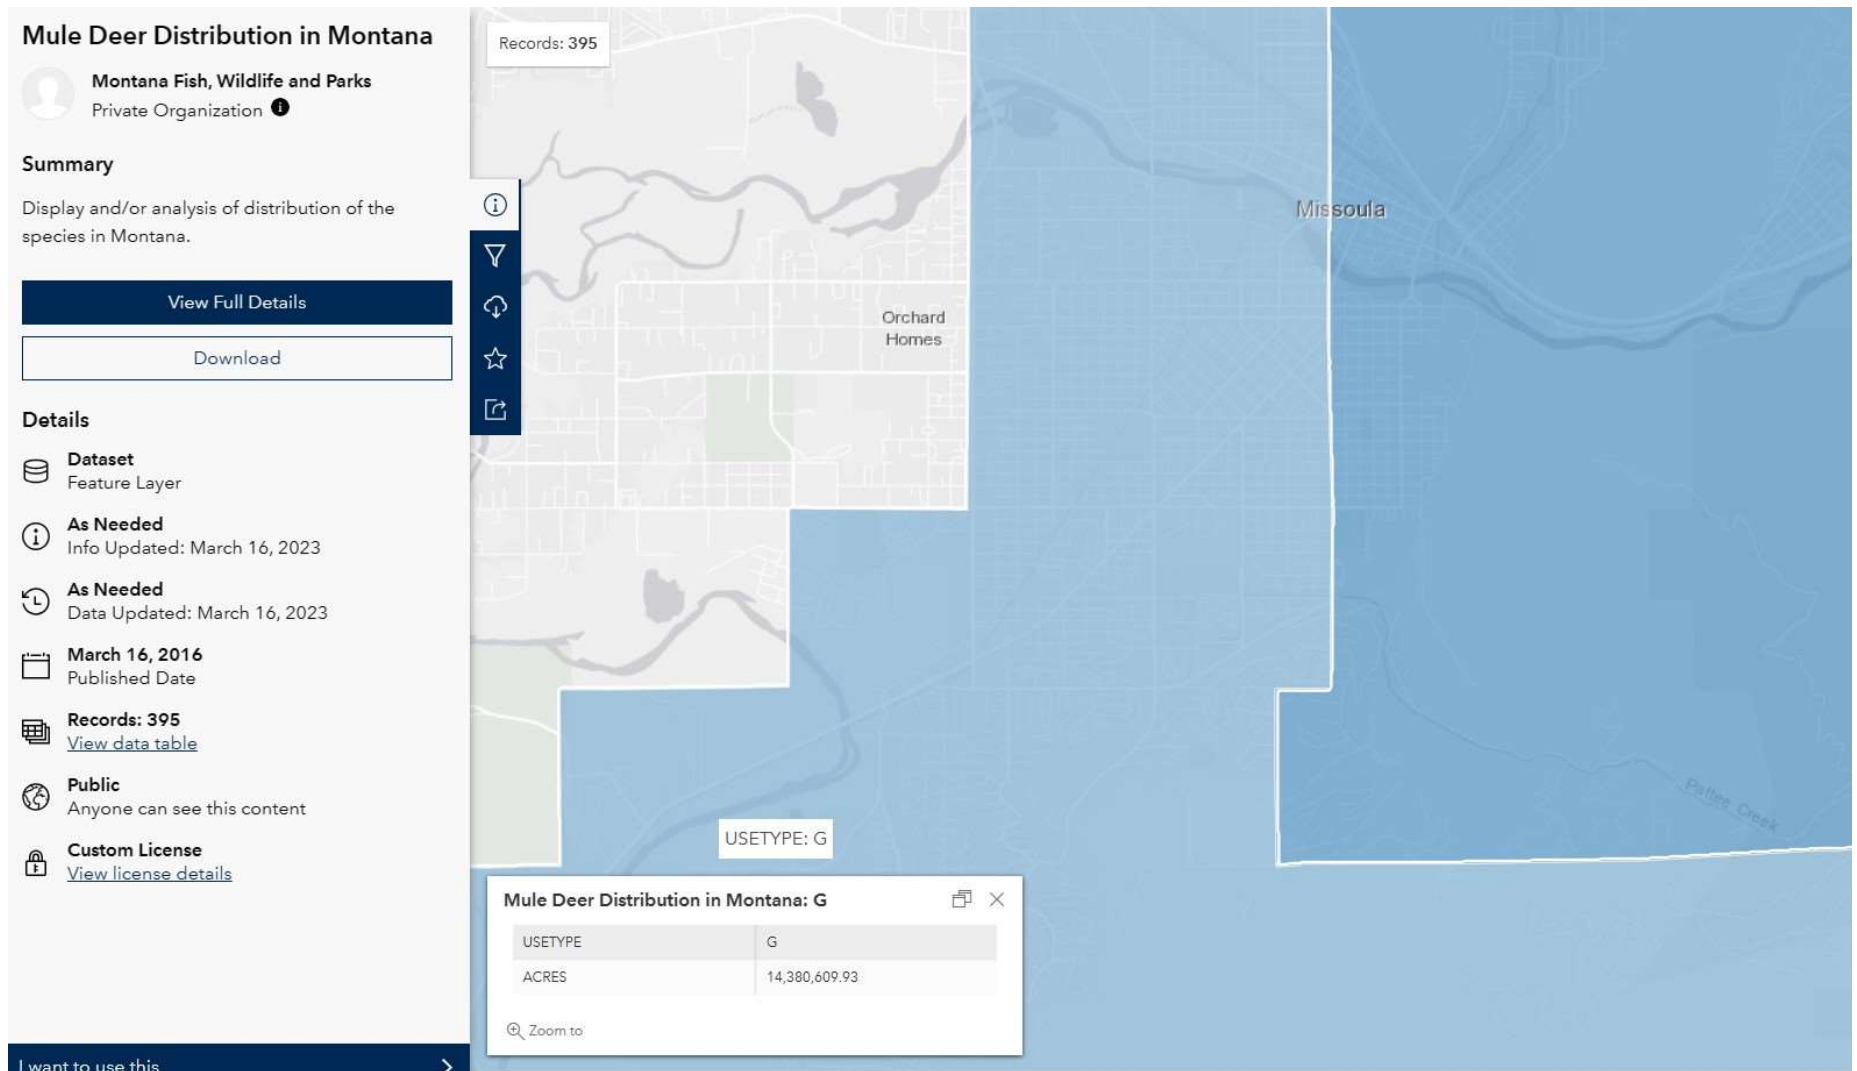 Mule Deer Distribution in Montana
Montana Fish, Wildlife and Parks
Private Organization
Summary
Display and/or analysis of distribution of the
species in Montana.
View Full Details
Download
Details
Dataset
Feature Layer
As Needed
Info Updated: March 16, 2023
As Needed
Data Updated: March 16, 2023
March 16, 2016
Published Date
Records: 395
View data table
Public
Anyone can see this content
Custom License
View license details
I want to use this
Records: 395
Missoula
Orchard
Homes
Pattee Creek
USETYPE: G
Mule Deer Distribution in Montana: G
USETYPE G
ACRES 14,380,609.93
Zoom to